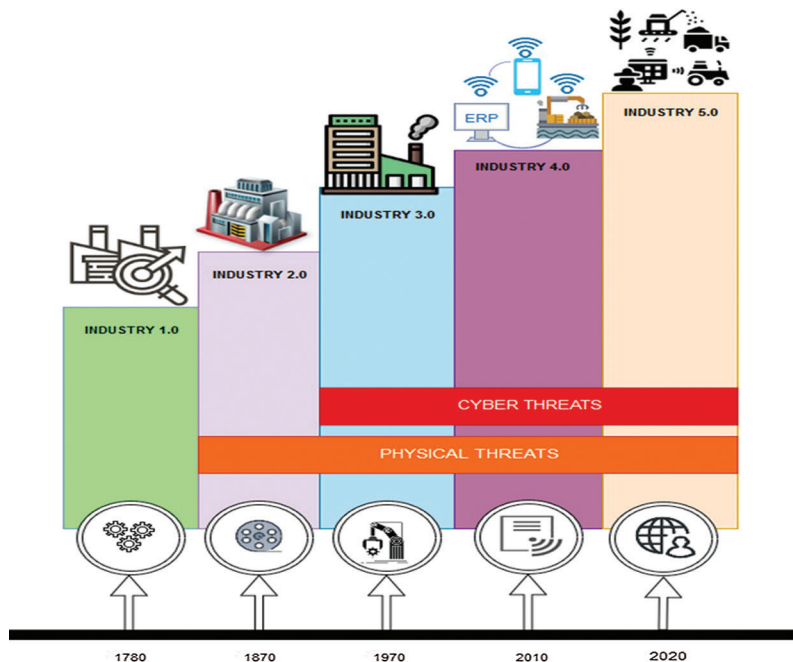 ERP
INDUSTRY 5.0
INDUSTRY 4.0
INDUSTRY 3.0
INDUSTRY 2.0
INDUSTRY 1.0
CYBER THREATS
PHYSICAL THREATS
1780
1870
1970
2010
2020